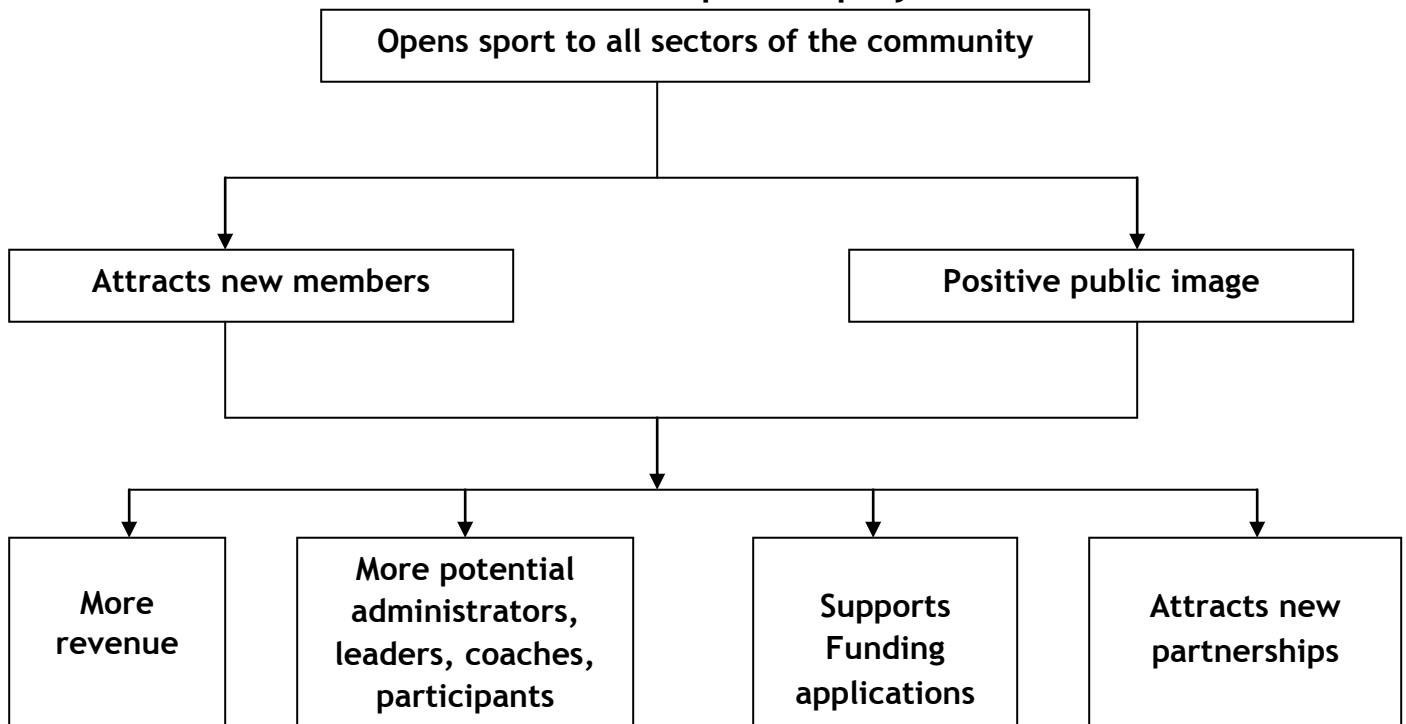 Opens sport to all sectors of the community
Attracts new members
Positive public image
More
revenue
More potential
administrators,
leaders, coaches,
participants
Supports
Funding
applications
Attracts new
partnerships